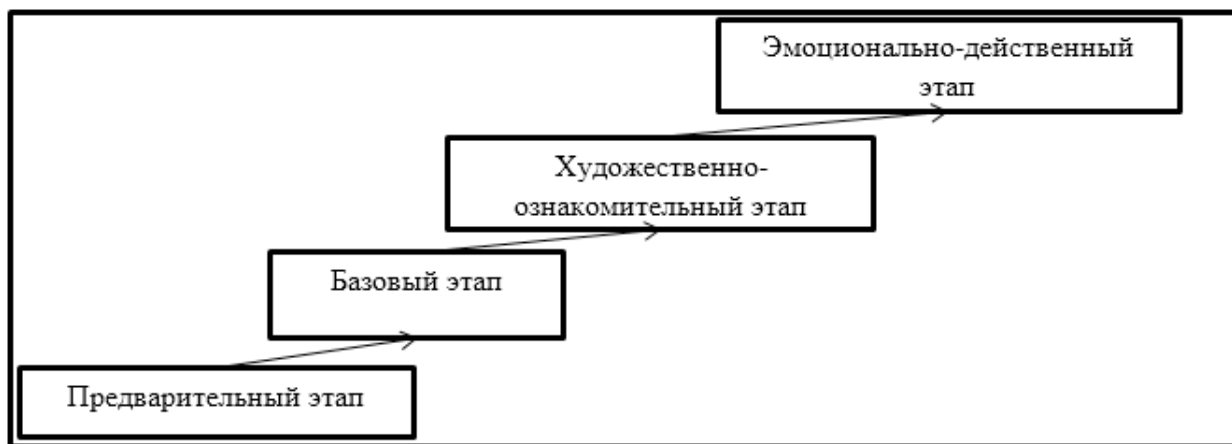 Эмоционально-действенный
этап
Художественно-
ознакомительный этап
Базовый этап
Предварительный этап